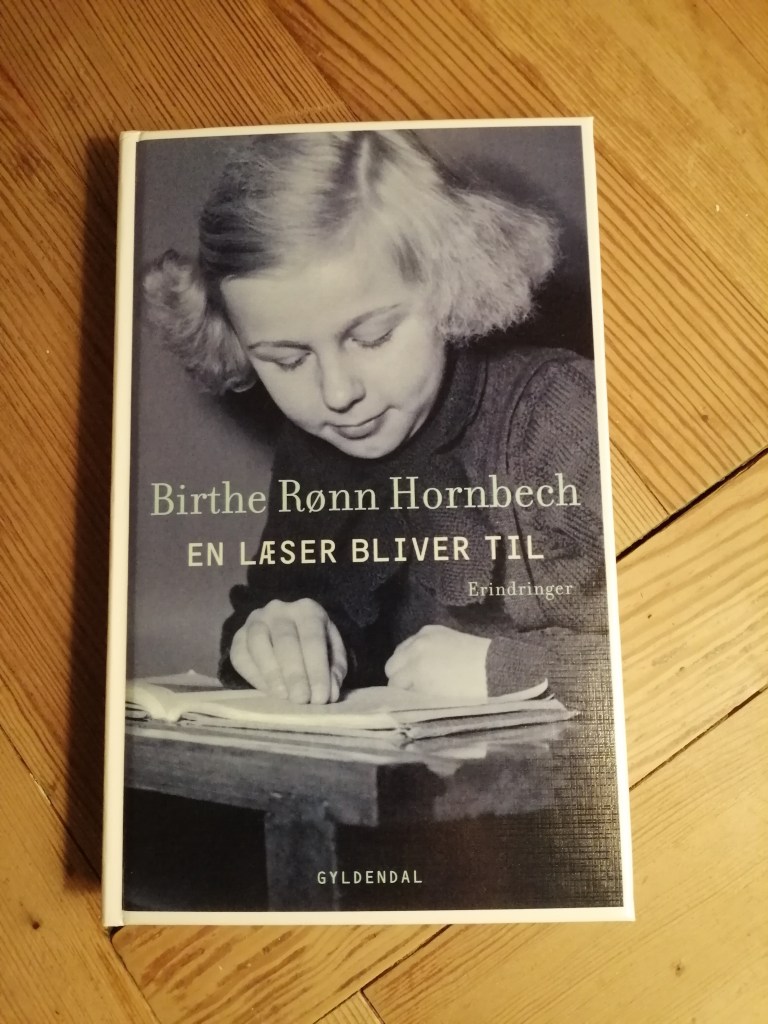 Birthe Rønn Hornbech
EN LÆSER BLIVER TIL
Erindringer
GYLDENDAL